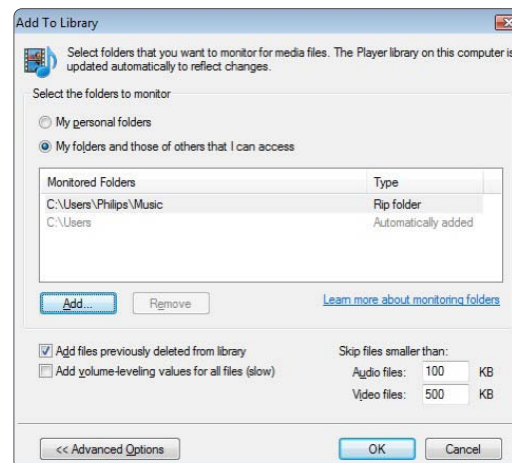 Add To Library
Select folders that you want to monitor for media files. The Player library on this computer is
updated automatically to reflect changes.
Select the folders to monitor
My personal folders
My folders and those of others that I can access
Monitored Folders Type
C:\Users\Philips\Music Rip folder
C:\Users Automatically added
Add... Remove Learn more about monitoring folders
Add files previously deleted from library Skip files smaller than:
Add volume-leveling values for all files (slow) Audio files: 100 KB
Video files: 500 KB
<< Advanced Options OK Cancel